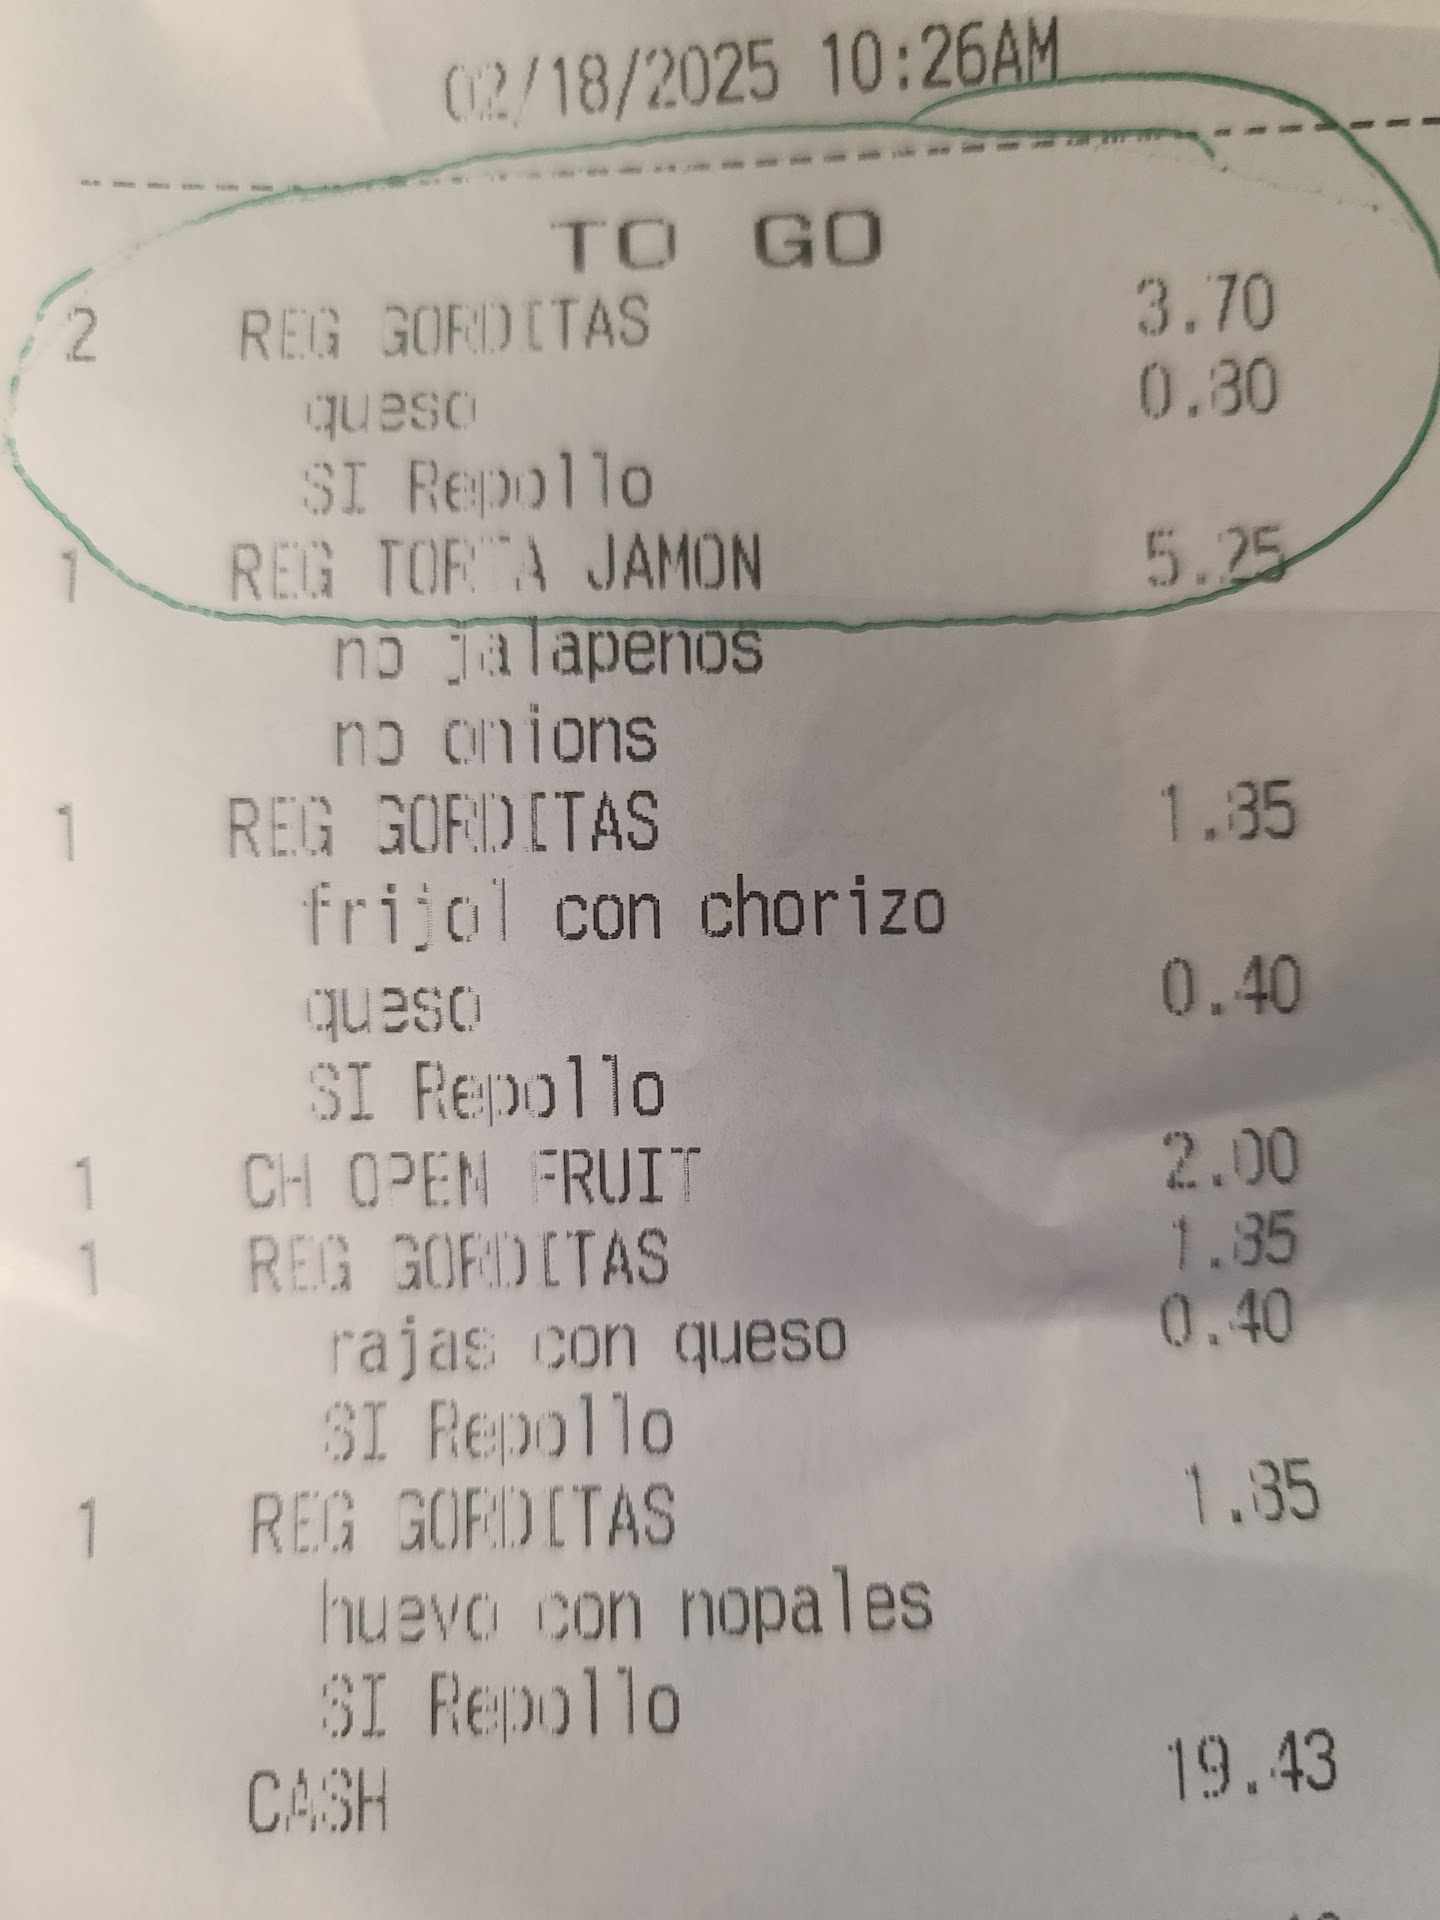 02/18/2025 10:26AM
TO GO
2 REG GORDITAS 3.70
queso 0.80
SI Repollo
1 REG TORTA JAMON 5.25
no jalapenos
no onions
1 REG GORDITAS 1.85
frijol con chorizo
queso 0.40
SI Repollo
1 CH OPEN FRUIT 2.00
1 REG GORDITAS 1.85
rajas con queso 0.40
SI Repollo
1 REG GORDITAS 1.85
huevo con nopales
SI Repollo
CASH 19.43